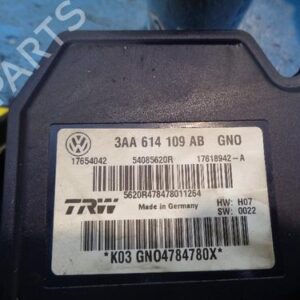 PARTS
3AA 614 109 AB GNO
17654042 54085620R 17618942-A
5620R478478011264
TRW Made in Germany HW: H07
SW: 0022
*K03 GNO4784780X*